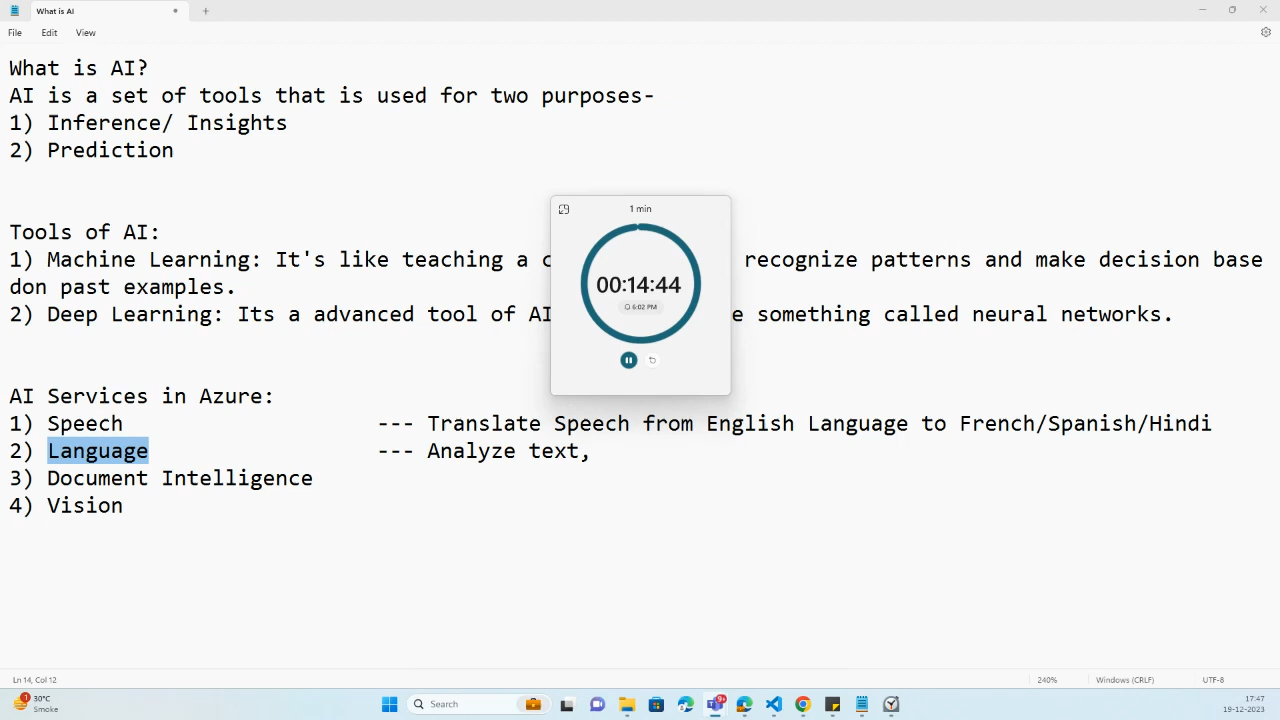 What is AI
File Edit View
What is AI?
AI is a set of tools that is used for two purposes-
1) Inference/ Insights
2) Prediction
1 min
00:14:44
6:02 PM
Tools of AI:
1) Machine Learning: It's like teaching a c recognize patterns and make decision base
don past examples.
2) Deep Learning: Its a advanced tool of AI e something called neural networks.
AI Services in Azure:
1) Speech --- Translate Speech from English Language to French/Spanish/Hindi
2) Language --- Analyze text,
3) Document Intelligence
4) Vision
Ln 14, Col 12 240% Windows (CRLF) UTF-8
1 30°C
Smoke
Search
9+
17:47
19-12-2023